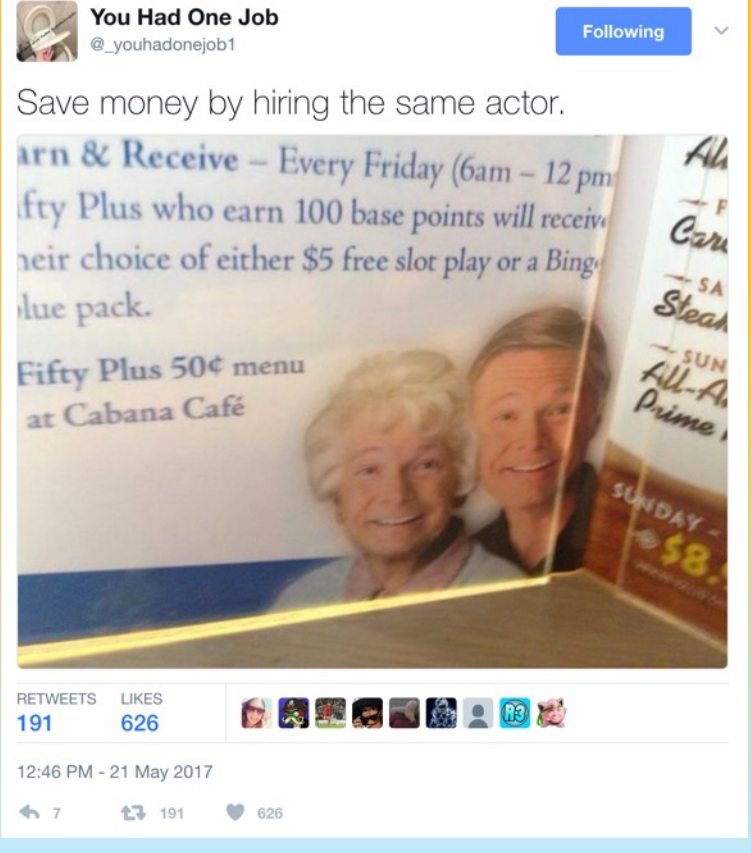 You Had One Job
@_youhadonejob1
Following
Save money by hiring the same actor.
arn & Receive – Every Friday (6am – 12 pm
fty Plus who earn 100 base points will receive
heir choice of either $5 free slot play or a Bing
lue pack.
Fifty Plus 50¢ menu
at Cabana Café
SA
Steak
SUN
All-A
Prime
SUNDAY -
$8.
RETWEETS LIKES
191 626
12:46 PM - 21 May 2017
7 191 626